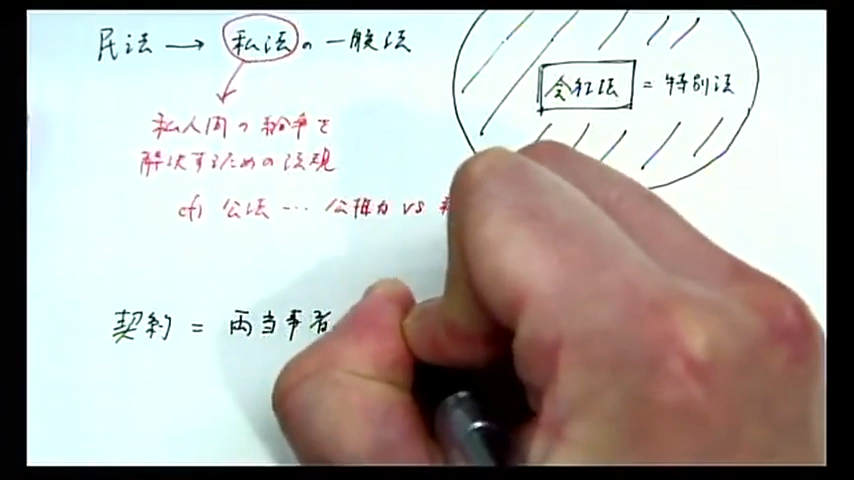 民法 → 私法の一般法
会社法 = 特別法
私人間の紛争を
解決するための法規
cf) 公法 … 公権力 vs
契約 = 両当事者